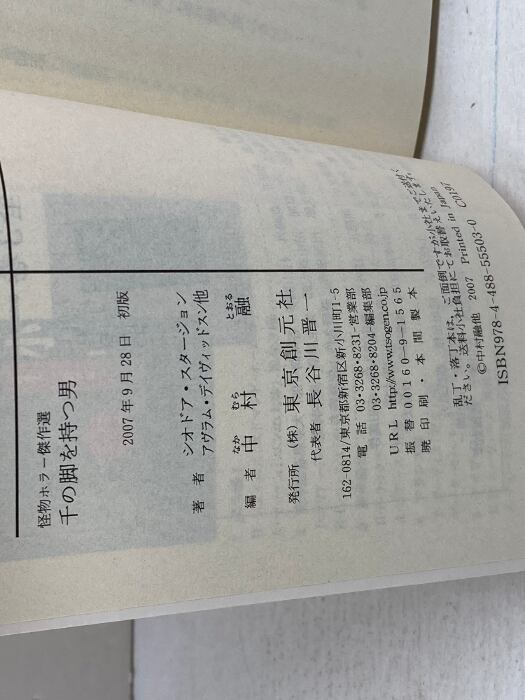 怪物ホラー傑作選
千の脚を持つ男
2007年9月28日 初版
著者 シオドア・スタージョン
アヴラム・デイヴィッドスン他
編者 中村融
なか むら とおる
発行所 (株) 東京創元社
代表者 長谷川晋一
162-0814/東京都新宿区新小川町1-5
電話 03・3268・8231-営業部
03・3268・8204-編集部
URL http://www.tsogen.co.jp
振替 00160-9-1565
暁印刷・本間製本
乱丁・落丁本は、ご面倒ですが小社までご送付く
ださい。送料小社負担にてお取替えいたします。
©中村融他 2007 Printed in Japan
ISBN978-4-488-55503-0 C0197